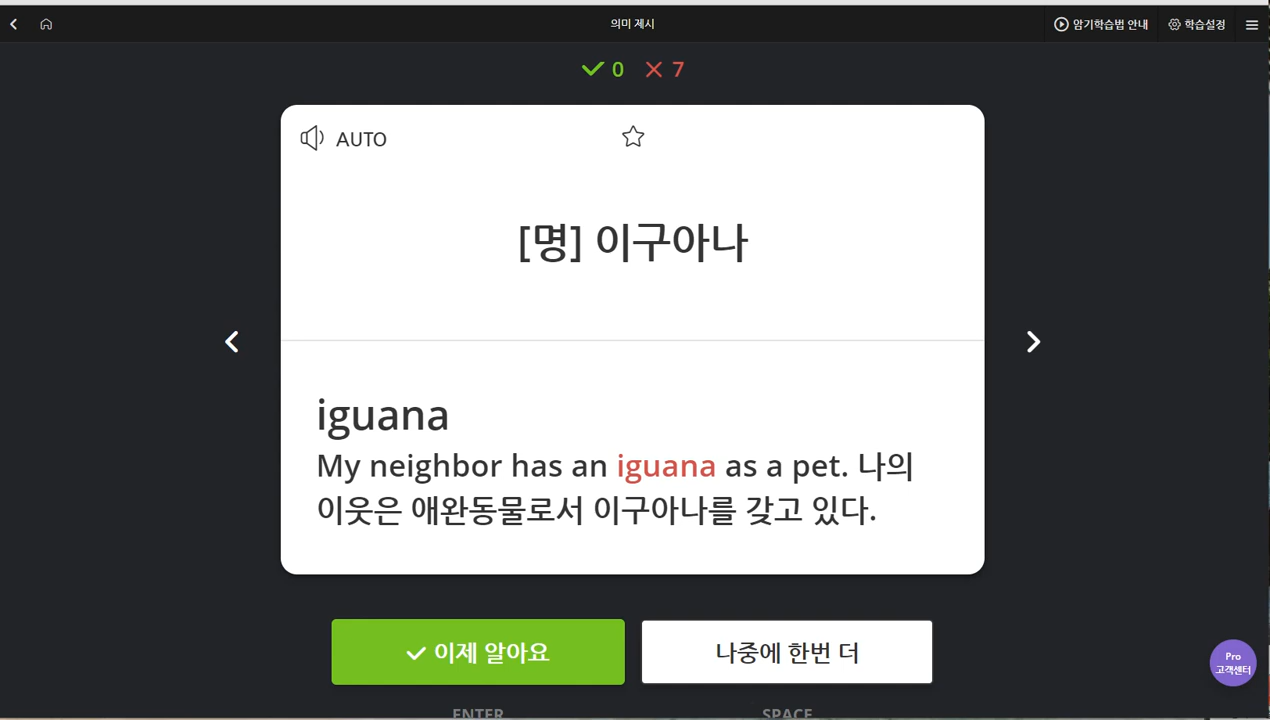 의미 제시
암기학습법 안내
학습설정
0 7
AUTO
[명] 이구아나
iguana
My neighbor has an iguana as a pet. 나의
이웃은 애완동물로서 이구아나를 갖고 있다.
이제 알아요
나중에 한번 더
Pro
고객센터
ENTER
SPACE